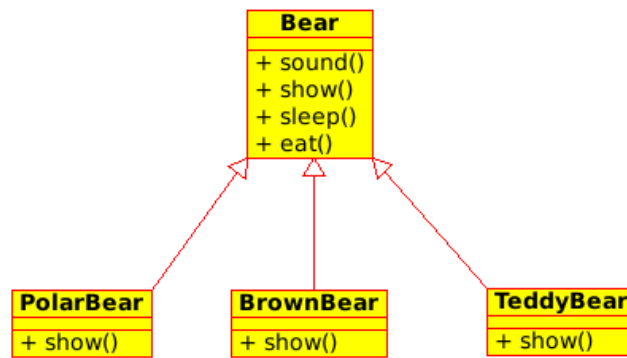 Bear
+ sound()
+ show()
+ sleep()
+ eat()
PolarBear
+ show()
BrownBear
+ show()
TeddyBear
+ show()